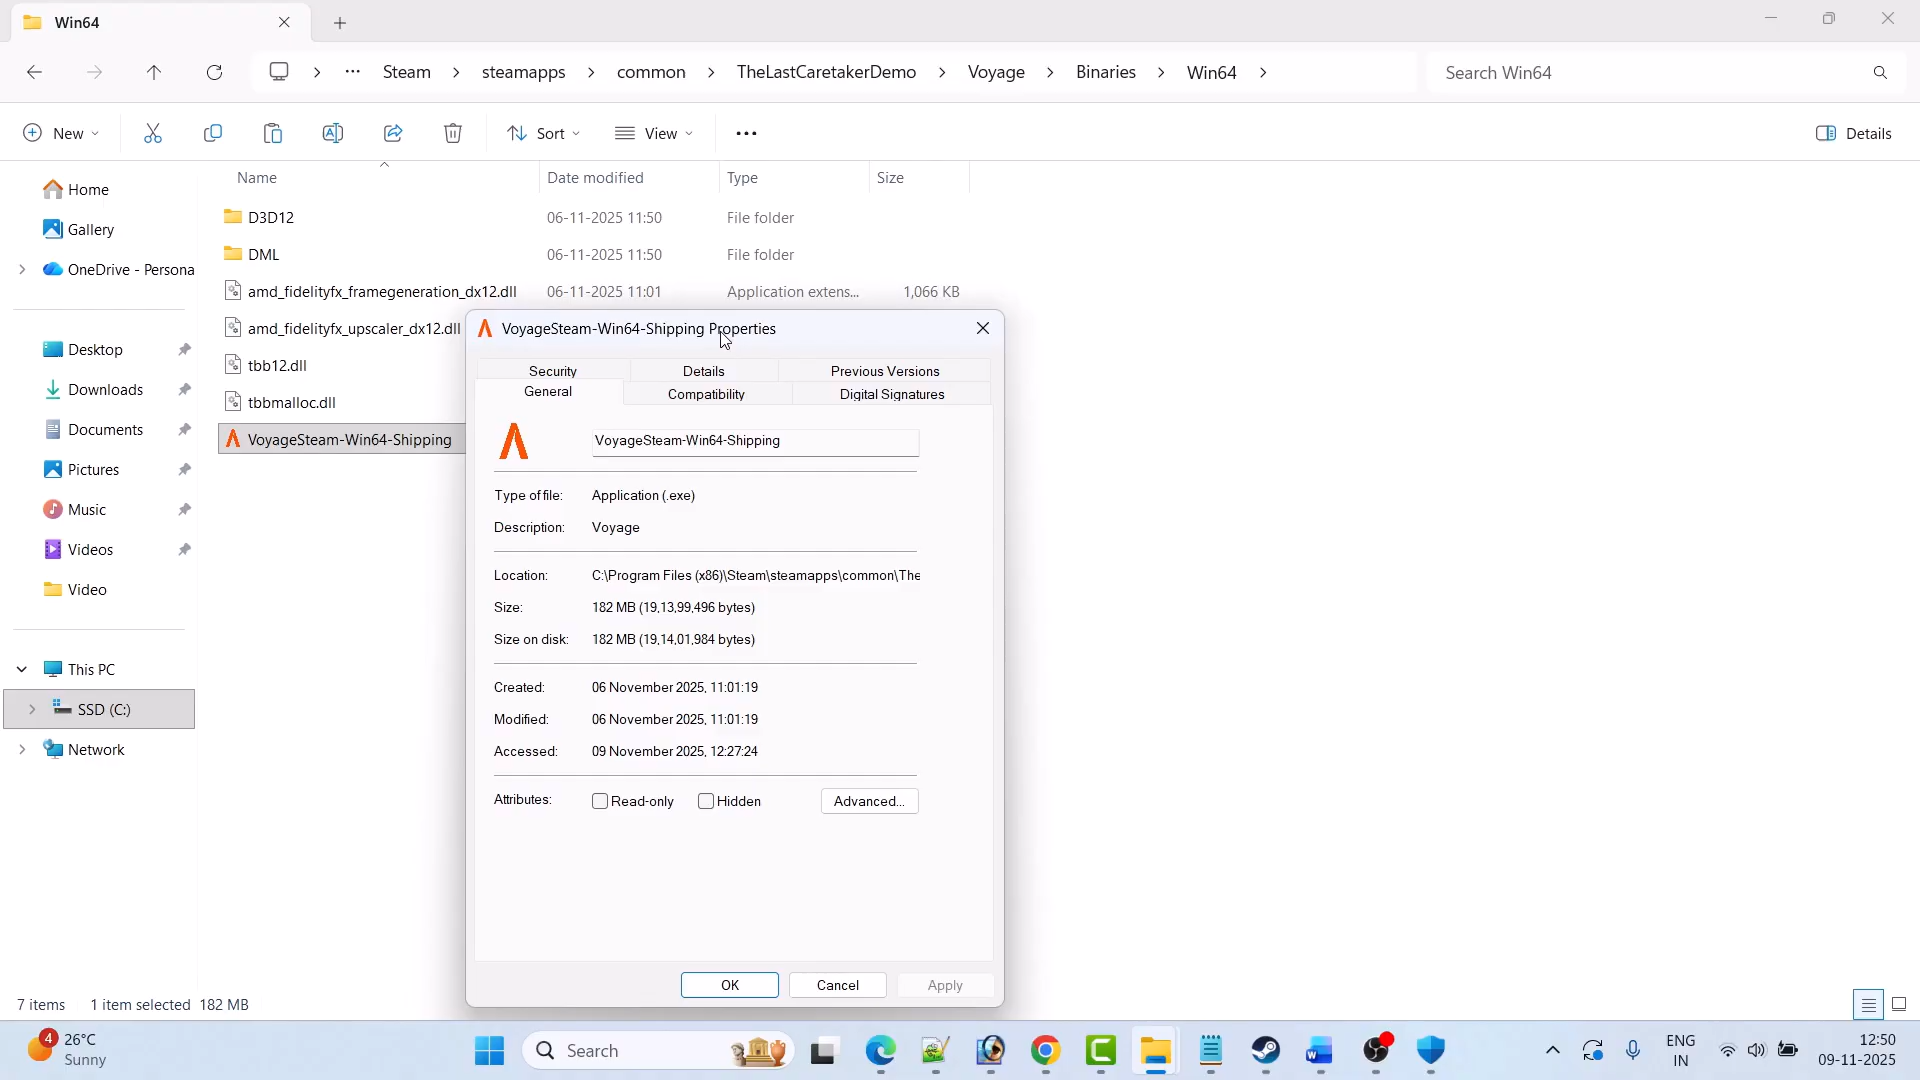 Win64
Steam
steamapps
common
TheLastCaretakerDemo
Voyage
Binaries
Win64
Search Win64
New
Sort
View
Details
Name
Date modified
Type
Size
Home
Gallery
OneDrive - Persona
Desktop
Downloads
Documents
Pictures
Music
Videos
Video
This PC
SSD (C:)
Network
D3D12 06-11-2025 11:50 File folder
DML 06-11-2025 11:50 File folder
amd_fidelityfx_framegeneration_dx12.dll 06-11-2025 11:01 Application extens... 1,066 KB
amd_fidelityfx_upscaler_dx12.dll
tbb12.dll
tbbmalloc.dll
VoyageSteam-Win64-Shipping
VoyageSteam-Win64-Shipping Properties
Security
Details
Previous Versions
General
Compatibility
Digital Signatures
VoyageSteam-Win64-Shipping
Type of file: Application (.exe)
Description: Voyage
Location: C:\Program Files (x86)\Steam\steamapps\common\The
Size: 182 MB (19,13,99,496 bytes)
Size on disk: 182 MB (19,14,01,984 bytes)
Created: 06 November 2025, 11:01:19
Modified: 06 November 2025, 11:01:19
Accessed: 09 November 2025, 12:27:24
Attributes:
Read-only
Hidden
Advanced...
OK
Cancel
Apply
7 items
1 item selected 182 MB
4
26°C
Sunny
Search
ENG
IN
12:50
09-11-2025